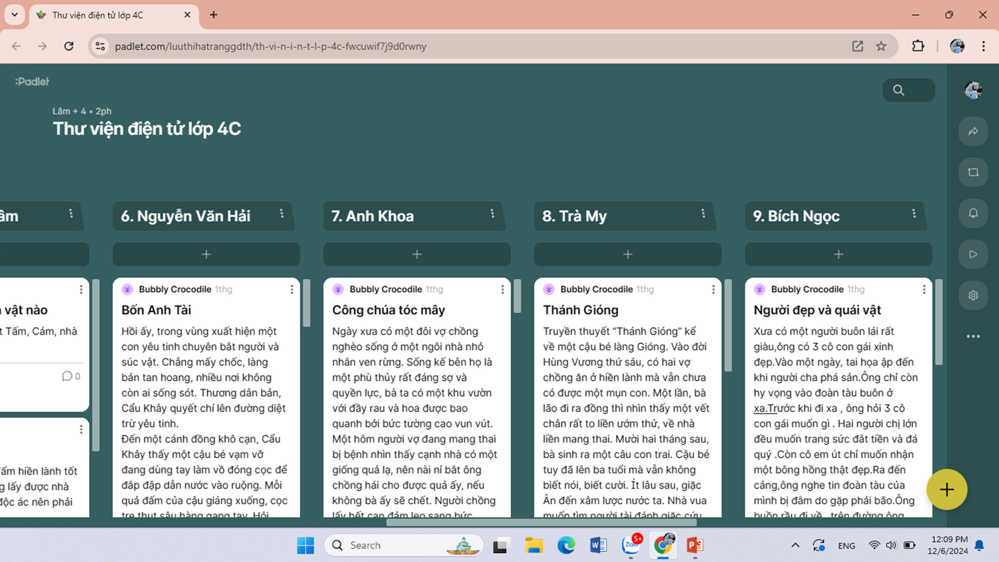 Thư viện điện tử lớp 4C
padlet.com/luuthihatranggdth/th-vi-n-i-n-t-l-p-4c-fwcuwif7j9d0rwny
:Padlet
Lâm + 4 • 2ph
Thư viện điện tử lớp 4C
âm
vật nào
t Tấm, Cám, nhà
0
ấm hiền lành tốt
g lấy được nhà
độc ác nên phải
6. Nguyễn Văn Hải
Bubbly Crocodile 1thg
Bốn Anh Tài
Hồi ấy, trong vùng xuất hiện một
con yêu tinh chuyên bắt người và
súc vật. Chẳng mấy chốc, làng
bản tan hoang, nhiều nơi không
còn ai sống sót. Thương dân bản,
Cẩu Khây quyết chí lên đường diệt
trừ yêu tinh.
Đến một cánh đồng khô cạn, Cẩu
Khây thấy một cậu bé vạm vỡ
đang dùng tay làm vồ đóng cọc để
đắp đập dẫn nước vào ruộng. Mỗi
quả đấm của cậu giáng xuống, cọc
tre thụt sâu hàng gang tay. Hỏi
7. Anh Khoa
Bubbly Crocodile 1thg
Công chúa tóc mây
Ngày xưa có một đôi vợ chồng
nghèo sống ở một ngôi nhà nhỏ
nhắn ven rừng. Sống kế bên họ là
một phù thủy rất đáng sợ và
quyền lực, bà ta có một khu vườn
với đầy rau và hoa được bao
quanh bởi bức tường cao vun vút.
Một hôm người vợ đang mang thai
bị bệnh nhìn thấy cạnh nhà có một
giống quả lạ, nên nài nỉ bắt ông
chồng hái cho được quả ấy, nếu
không bà ấy sẽ chết. Người chồng
lấy hết can đảm leo sang bức
8. Trà My
Bubbly Crocodile 1thg
Thánh Gióng
Truyền thuyết “Thánh Gióng” kể
về một cậu bé làng Gióng. Vào đời
Hùng Vương thứ sáu, có hai vợ
chồng ăn ở hiền lành mà vẫn chưa
có được một mụn con. Một lần, bà
lão đi ra đồng thì nhìn thấy một vết
chân rất to liền ướm thử, về nhà
liền mang thai. Mười hai tháng sau,
bà sinh ra một câu con trai. Cậu bé
tuy đã lên ba tuổi mà vẫn không
biết nói, biết cười. Ít lâu sau, giặc
Ân đến xâm lược nước ta. Nhà vua
muốn tìm người tài đánh giặc cứu
9. Bích Ngọc
Bubbly Crocodile 1thg
Người đẹp và quái vật
Xưa có một người buôn lái rất
giàu,ông có 3 cô con gái xinh
đẹp.Vào một ngày, tai họa ập đến
khi người cha phá sản.Ông chỉ còn
hy vọng vào đoàn tàu buôn ở
xa.Trước khi đi xa , ông hỏi 3 cô
con gái muốn gì . Hai người chị lớn
đều muốn trang sức đắt tiền và đá
quý .Còn cô em út chỉ muốn nhận
một bông hồng thật đẹp.Ra đến
cảng,ông nghe tin đoàn tàu của
mình bị đắm do gặp phải bão.Ông
buồn rầu đi về , trên đường ông
Search
5+
Zalo
ENG
12:09 PM
12/6/2024